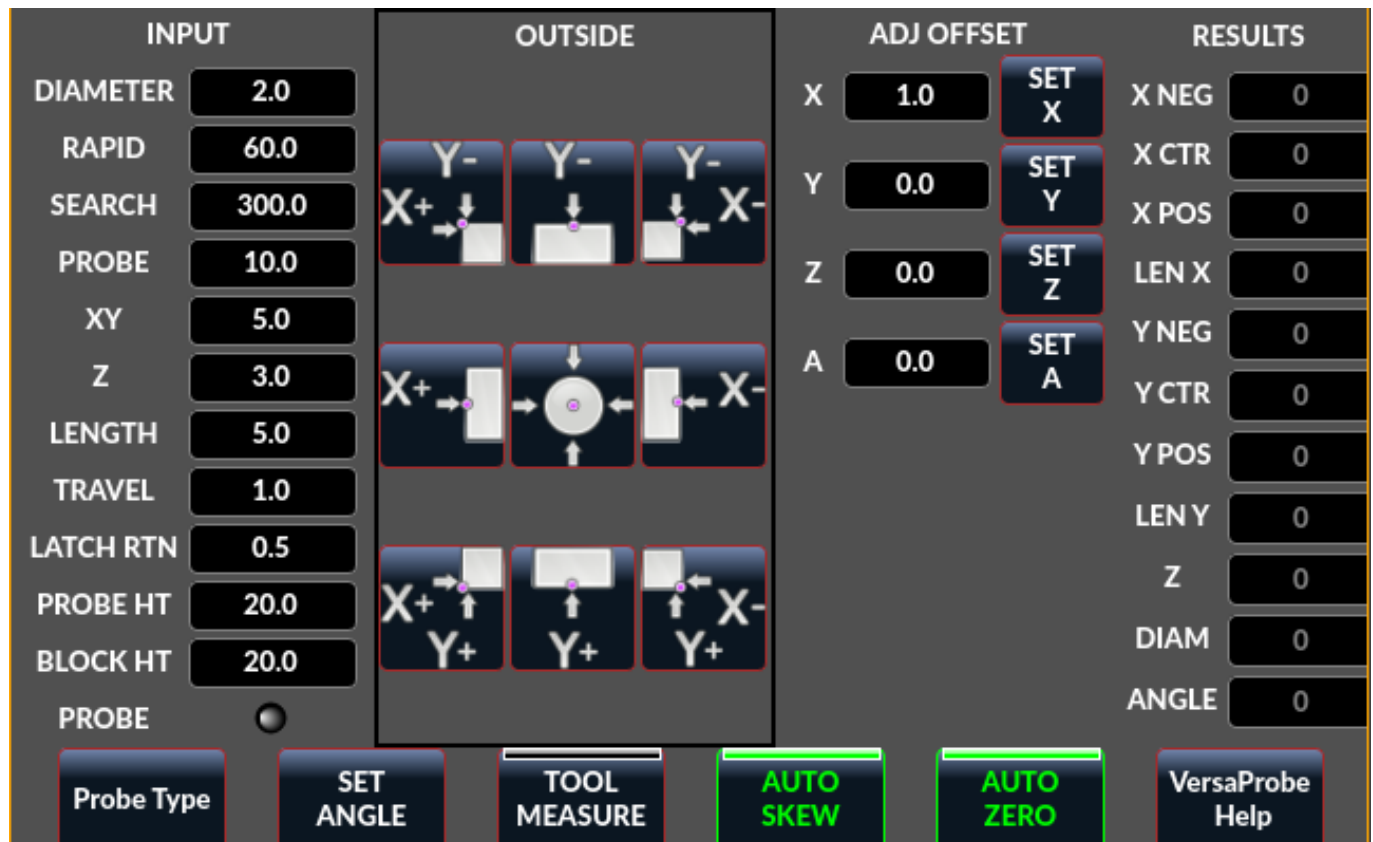 INPUT
DIAMETER 2.0
RAPID 60.0
SEARCH 300.0
PROBE 10.0
XY 5.0
Z 3.0
LENGTH 5.0
TRAVEL 1.0
LATCH RTN 0.5
PROBE HT 20.0
BLOCK HT 20.0
PROBE
OUTSIDE
Y- Y- Y-
X+ X-
X+ X-
X+ X-
Y+ Y+ Y+
ADJ OFFSET
X 1.0 SET X
Y 0.0 SET Y
Z 0.0 SET Z
A 0.0 SET A
RESULTS
X NEG 0
X CTR 0
X POS 0
LEN X 0
Y NEG 0
Y CTR 0
Y POS 0
LEN Y 0
Z 0
DIAM 0
ANGLE 0
Probe Type
SET
ANGLE
TOOL
MEASURE
AUTO
SKEW
AUTO
ZERO
VersaProbe
Help